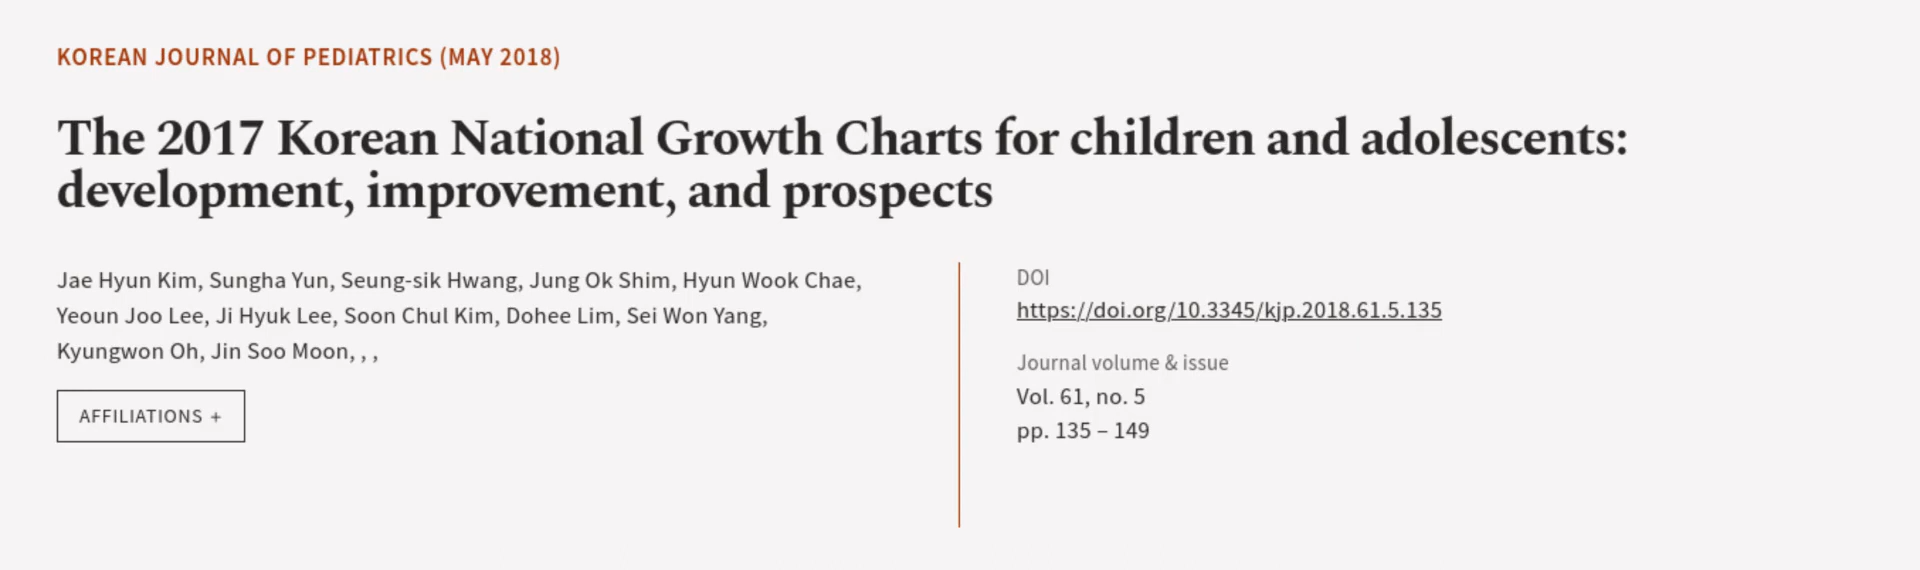 KOREAN JOURNAL OF PEDIATRICS (MAY 2018)
The 2017 Korean National Growth Charts for children and adolescents:
development, improvement, and prospects
Jae Hyun Kim, Sungha Yun, Seung-sik Hwang, Jung Ok Shim, Hyun Wook Chae,
Yeoun Joo Lee, Ji Hyuk Lee, Soon Chul Kim, Dohee Lim, Sei Won Yang,
Kyungwon Oh, Jin Soo Moon, , ,
AFFILIATIONS +
DOI
https://doi.org/10.3345/kjp.2018.61.5.135
Journal volume & issue
Vol. 61, no. 5
pp. 135 – 149